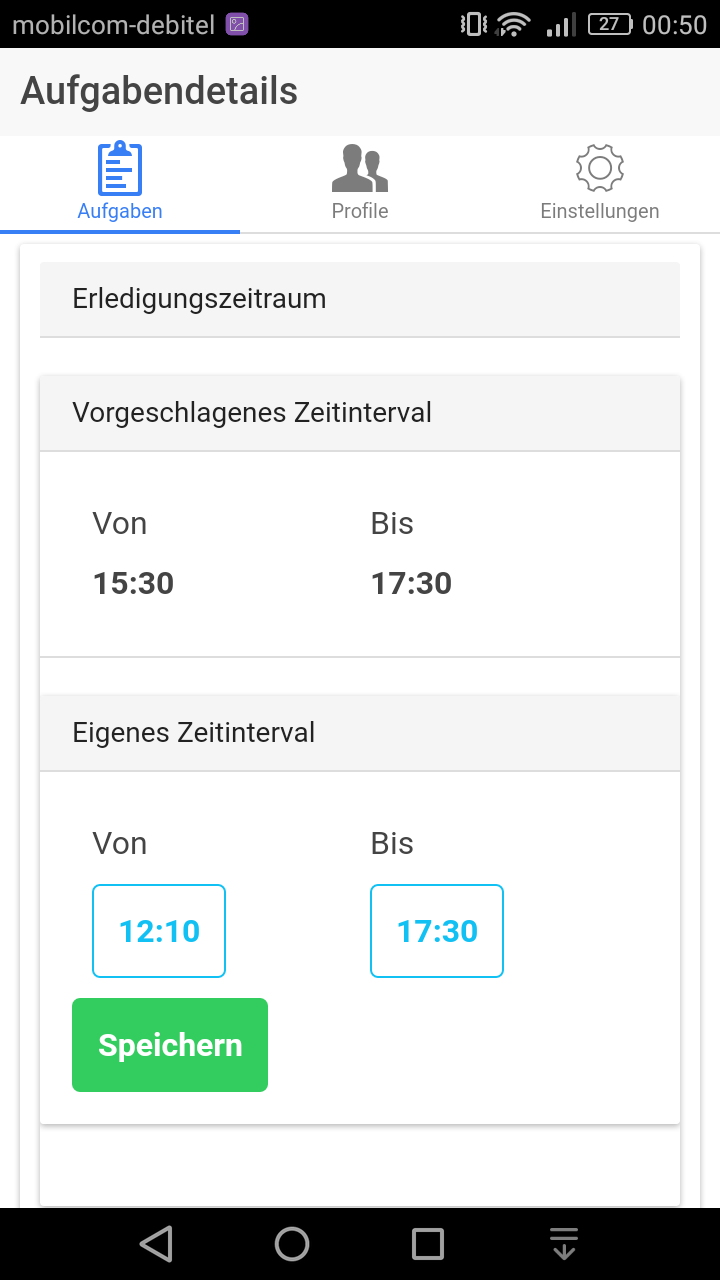 mobilcom-debitel 27 00:50
Aufgabendetails
Aufgaben Profile Einstellungen
Erledigungszeitraum
Vorgeschlagenes Zeitinterval
Von Bis
15:30 17:30
Eigenes Zeitinterval
Von Bis
12:10 17:30
Speichern